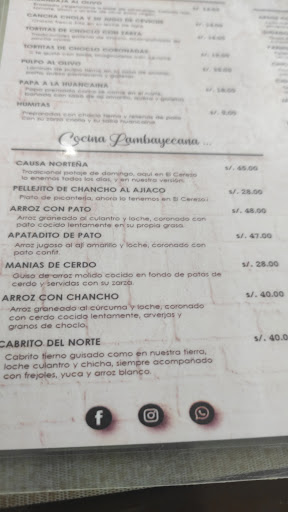 CANCHA CHOLA Y SU
TORTITAS DE CHOCLO CON ZARZA
TORTITAS DE CHOCLO CORONADAS
PULPO AL OLIVO
PAPA A LA HUANCAINA
HUMITAS S/. 8.00
Cocina Lambayecana ...
CAUSA NORTEÑA S/. 65.00
Tradicional potaje de domingo, aquí en El Cerezo
lo tenemos todos los días, y en nuestra versión.
PELLEJITO DE CHANCHO AL AJIACO S/. 28.00
Plato de picantería, ahora lo tenemos en El Cerezo
ARROZ CON PATO S/. 48.00
Arroz graneado al culantro y loche, coronado con
pato cocido lentamente en su propia grasa.
APATADITO DE PATO S/. 47.00
Arroz jugoso al ají amarillo y loche, coronado con
pato confit.
MANIAS DE CERDO S/. 28.00
Guiso de arroz molido cocido en fondo de patas de
cerdo y servidas con su zarza.
ARROZ CON CHANCHO S/. 40.00
Arroz graneado al cúrcuma y loche, coronado
con cerdo cocido lentamente, arverjas y
granos de choclo.
CABRITO DEL NORTE S/. 40.0
Cabrito tierno guisado como en nuestra tierra,
loche culantro y chicha, siempre acompañado
con frejoles, yuca y arroz blanco.